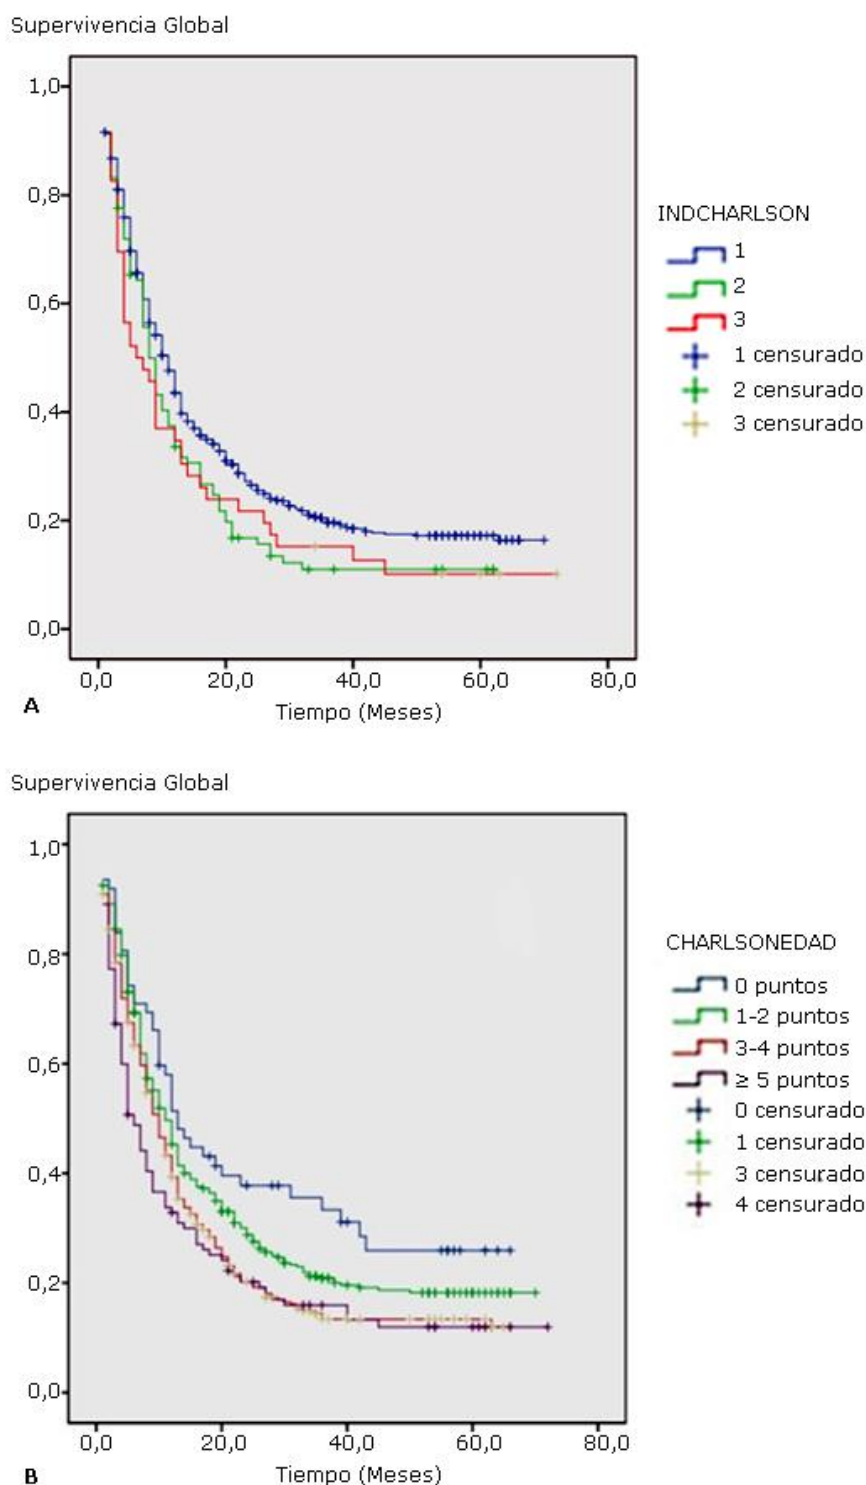 Supervivencia Global
1,0
0,8
0,6
0,4
0,2
0,0
0,0 20,0 40,0 60,0 80,0
Tiempo (Meses)
A
INDCHARLSON
1
2
3
1 censurado
2 censurado
3 censurado
Supervivencia Global
1,0
0,8
0,6
0,4
0,2
0,0
0,0 20,0 40,0 60,0 80,0
Tiempo (Meses)
B
CHARLSONEDAD
0 puntos
1-2 puntos
3-4 puntos
≥ 5 puntos
0 censurado
1 censurado
3 censurado
4 censurado